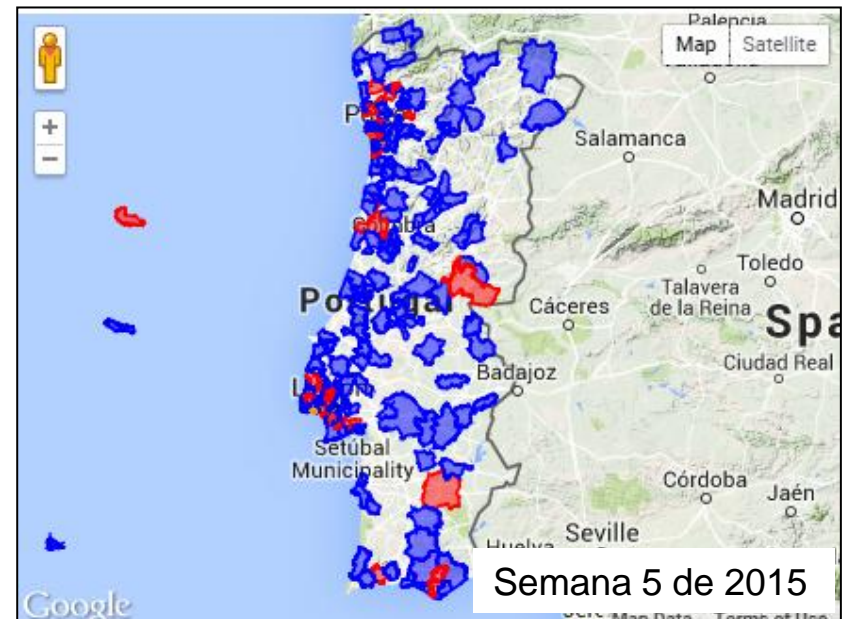 Palencia
Map
Satellite
Salamanca
Madrid
Coimbra
Toledo
Talavera
de la Reina
Portugal
Cáceres
Spa
Ciudad Real
Badajoz
Setúbal
Municipality
Córdoba
Jaén
Seville
Huelva
Semana 5 de 2015
Google
Map Data
Terms of Use